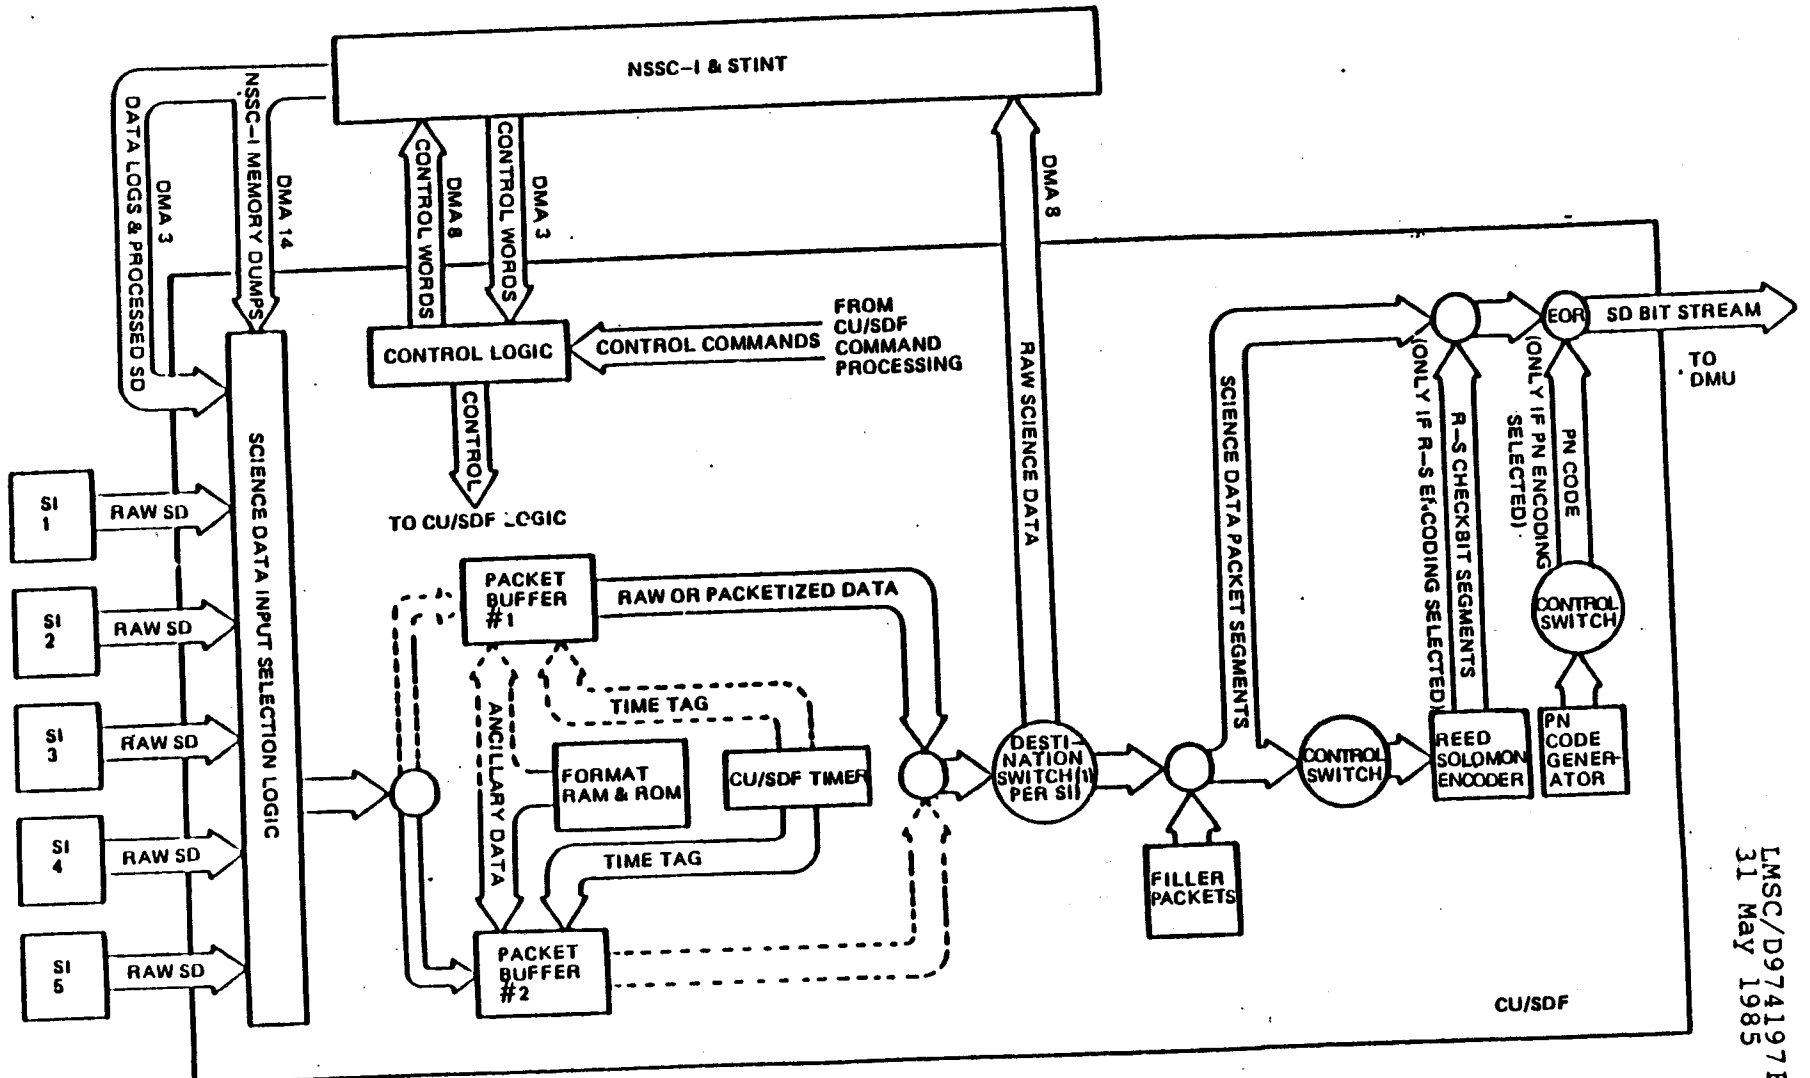 NSSC-I & STINT
DATA LOGS & PROCESSED SD
DMA 3
NSSC-I MEMORY DUMPS
DMA 14
CONTROL WORDS
DMA 8
CONTROL WORDS
DMA 3
DMA 8
RAW SCIENCE DATA
CONTROL LOGIC
CONTROL COMMANDS
FROM
CU/SDF
COMMAND
PROCESSING
CONTROL
TO CU/SDF LOGIC
SCIENCE DATA INPUT SELECTION LOGIC
SI
1
RAW SD
SI
2
RAW SD
SI
3
RAW SD
SI
4
RAW SD
SI
5
RAW SD
PACKET
BUFFER
#1
RAW OR PACKETIZED DATA
TIME TAG
ANCILLARY DATA
FORMAT
RAM & ROM
CU/SDF TIMER
TIME TAG
PACKET
BUFFER
#2
DESTI-
NATION
SWITCH(1)
PER SI)
FILLER
PACKETS
SCIENCE DATA PACKET SEGMENTS
CONTROL
SWITCH
REED
SOLOMON
ENCODER
R-S CHECKBIT SEGMENTS
(ONLY IF R-S ENCODING SELECTED)
PN
CODE
GENER-
ATOR
CONTROL
SWITCH
PN CODE
(ONLY IF PN ENCODING
SELECTED)
EOR
SD BIT STREAM
TO
DMU
CU/SDF
LMSC/D974197
31 May 1985